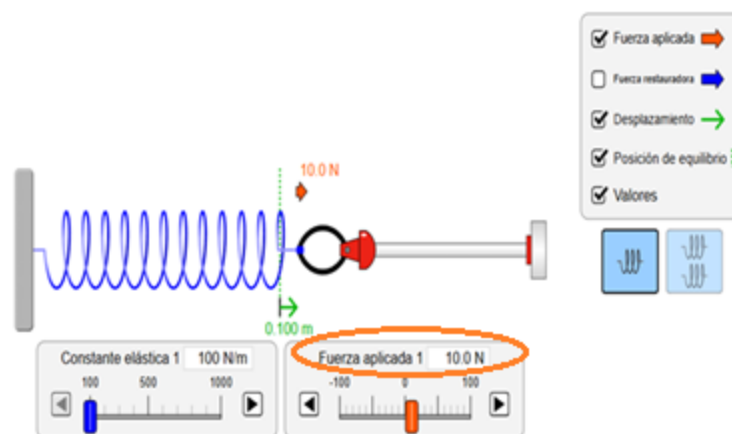 Fuerza aplicada
Fuerza restauradora
Desplazamiento
Posición de equilibrio
Valores
10.0 N
0.100 m
Constante elástica 1 100 N/m
100 500 1000
Fuerza aplicada 1 10.0 N
-100 0 100